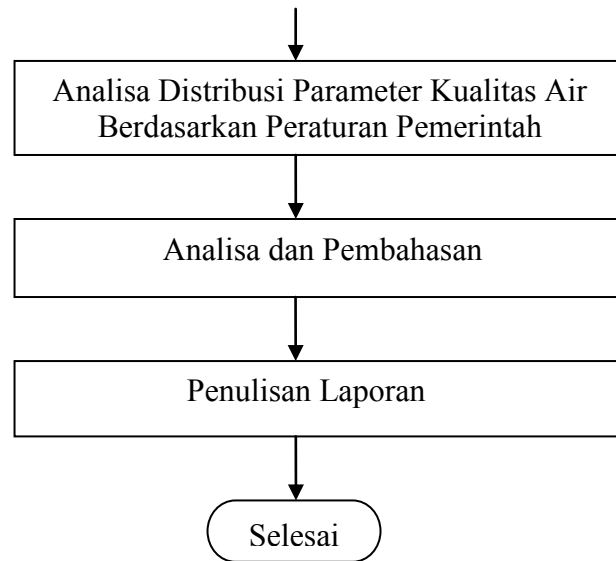 Analisa Distribusi Parameter Kualitas Air
Berdasarkan Peraturan Pemerintah
Analisa dan Pembahasan
Penulisan Laporan
Selesai